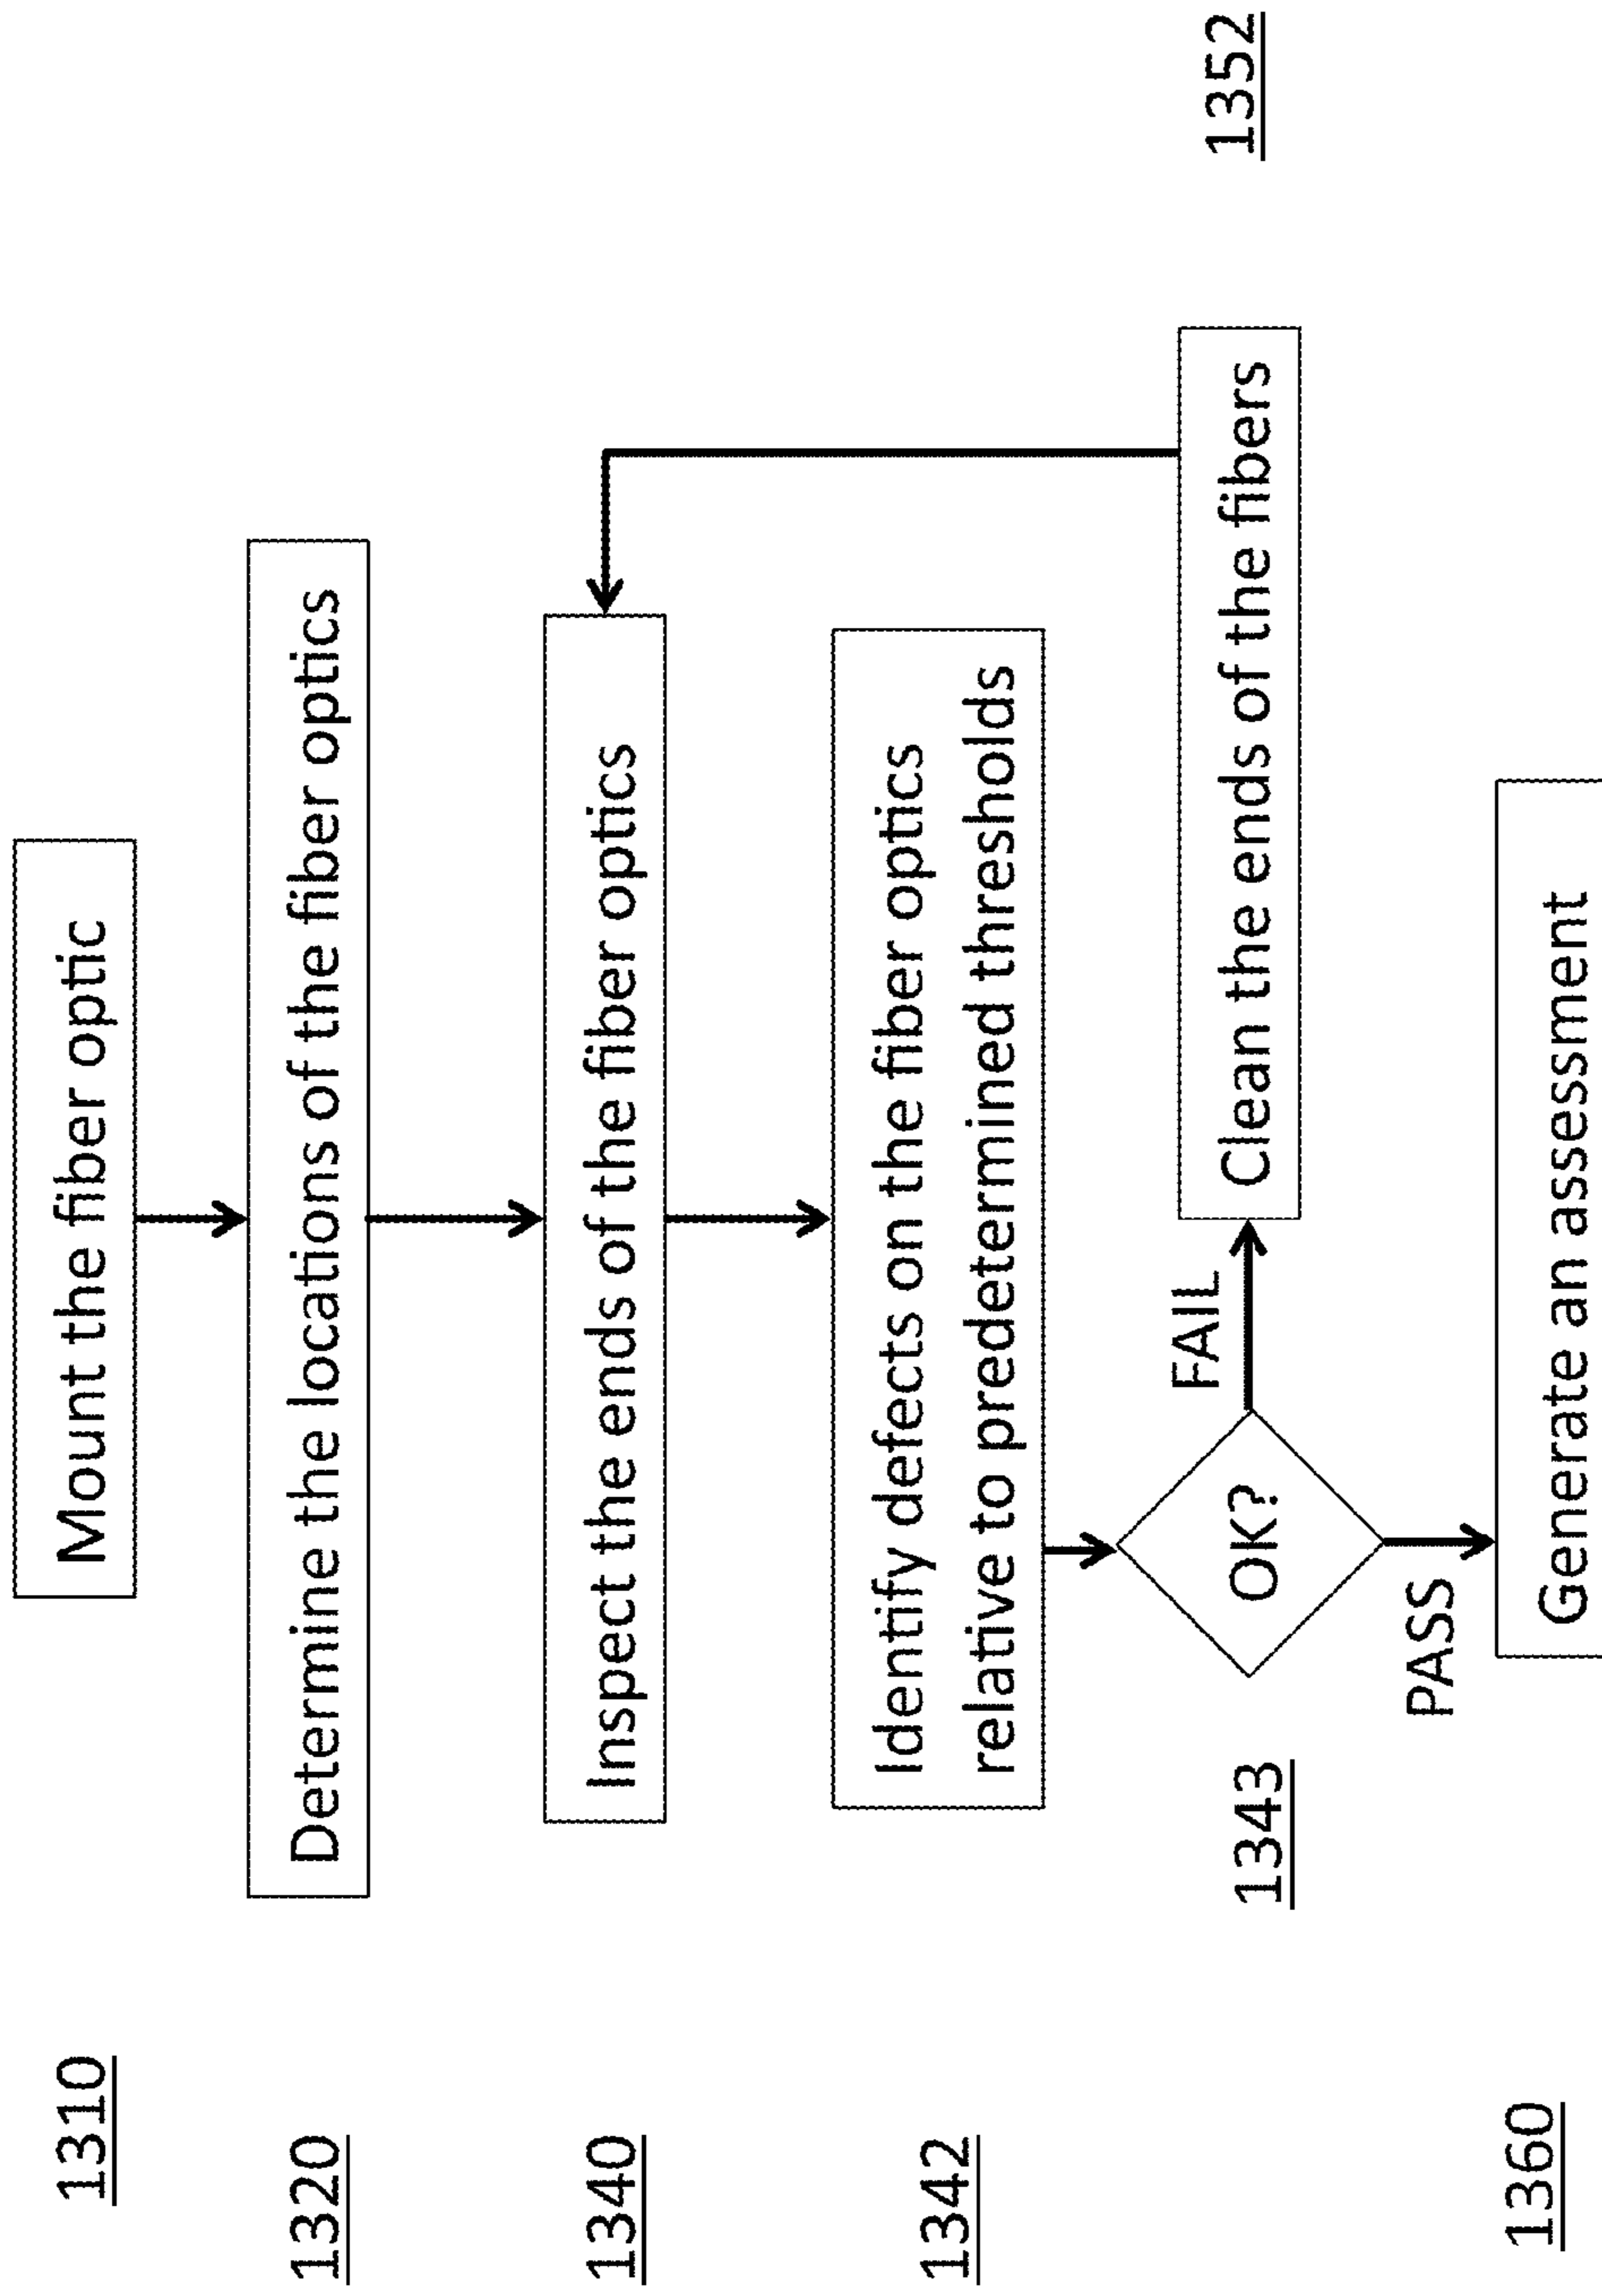 1310
Mount the fiber optic
1320
Determine the locations of the fiber optics
1340
Inspect the ends of the fiber optics
1342
Identify defects on the fiber optics
relative to predetermined thresholds
1343
OK?
FAIL
Clean the ends of the fibers
1352
PASS
1360
Generate an assessment